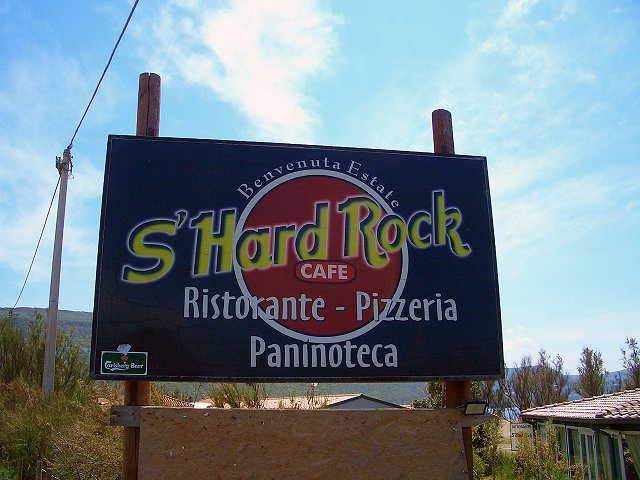 Benvenuta Estate
S'Hard Rock
CAFE
Ristorante - Pizzeria
Paninoteca
Carlsberg Beer